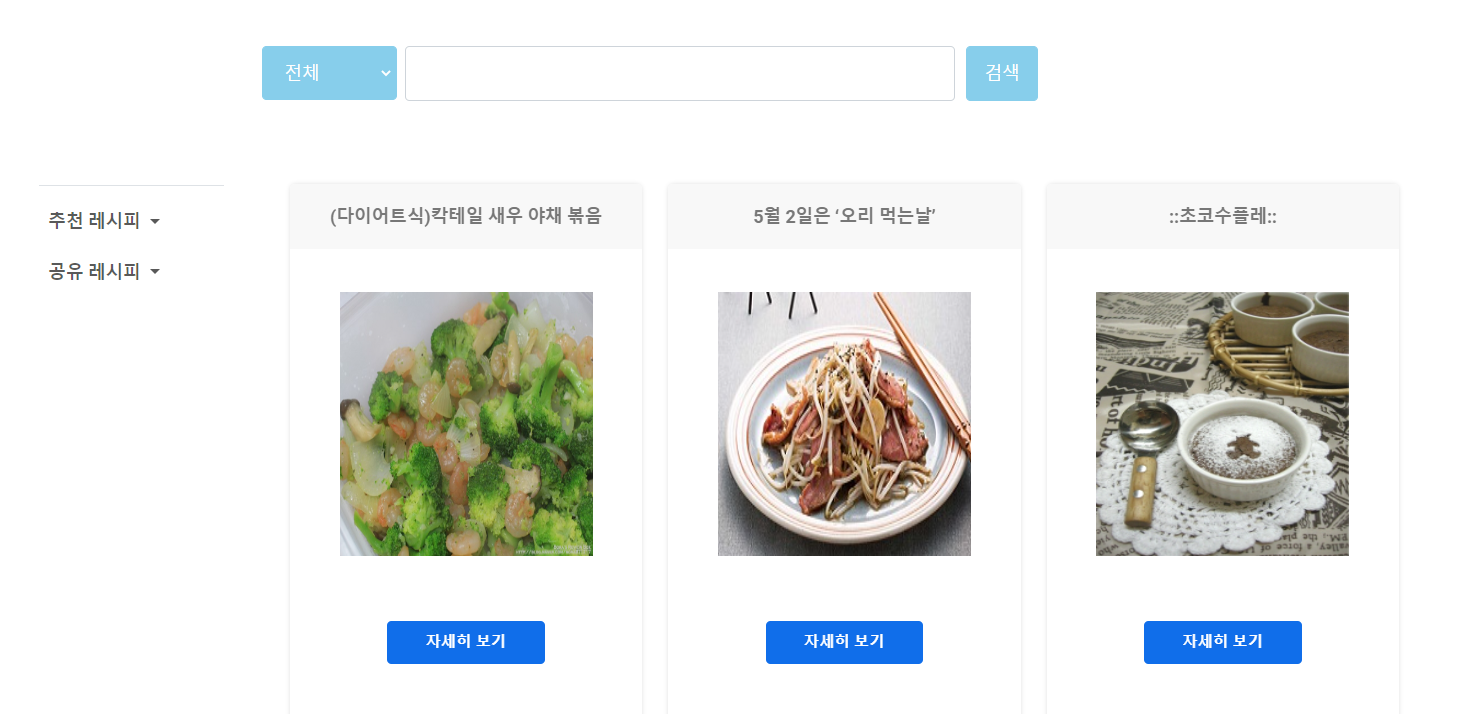 전체
검색
추천 레시피
공유 레시피
(다이어트식)칵테일 새우 야채 볶음
5월 2일은 ‘오리 먹는날’
::초코수플레::
자세히 보기
자세히 보기
자세히 보기